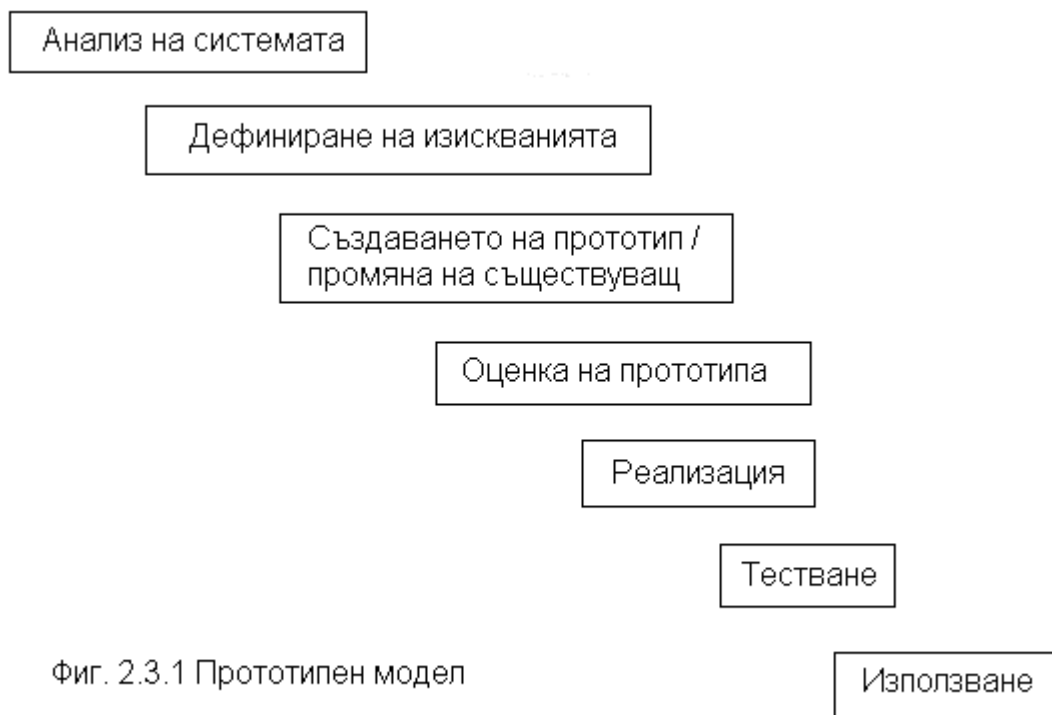 Анализ на системата
Дефиниране на изискванията
Създаването на прототип /
промяна на съществуващ
Оценка на прототипа
Реализация
Тестване
Фиг. 2.3.1 Прототипен модел
Използване